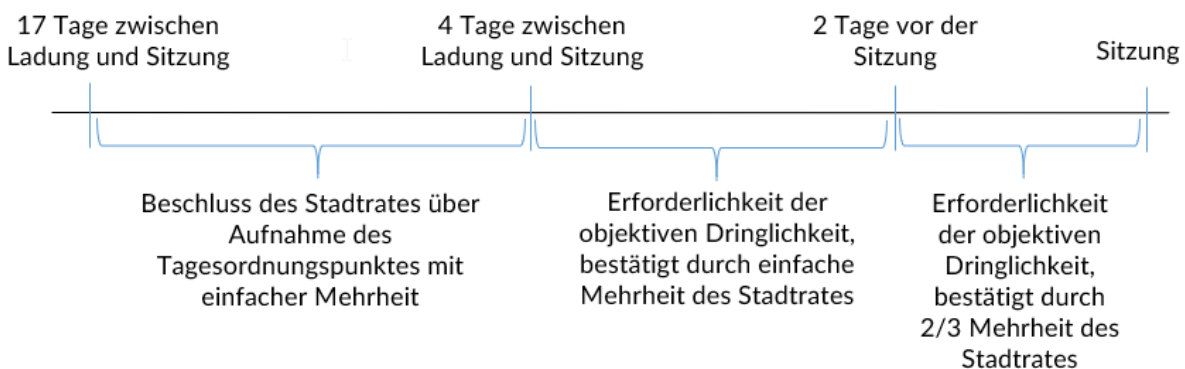 17 Tage zwischen
Ladung und Sitzung
4 Tage zwischen
Ladung und Sitzung
2 Tage vor der
Sitzung
Sitzung
Beschluss des Stadtrates über
Aufnahme des
Tagesordnungspunktes mit
einfacher Mehrheit
Erforderlichkeit der
objektiven Dringlichkeit,
bestätigt durch einfache
Mehrheit des Stadtrates
Erforderlichkeit
der objektiven
Dringlichkeit,
bestätigt durch
2/3 Mehrheit des
Stadtrates